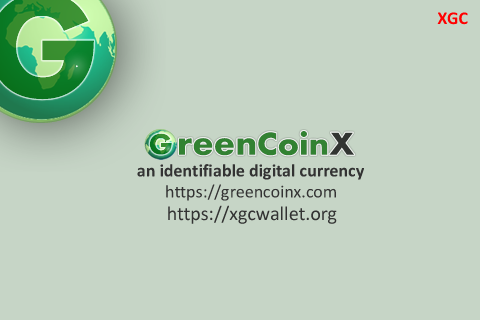 XGC
GreenCoinX
an identifiable digital currency
https://greencoinx.com
https://xgcwallet.org